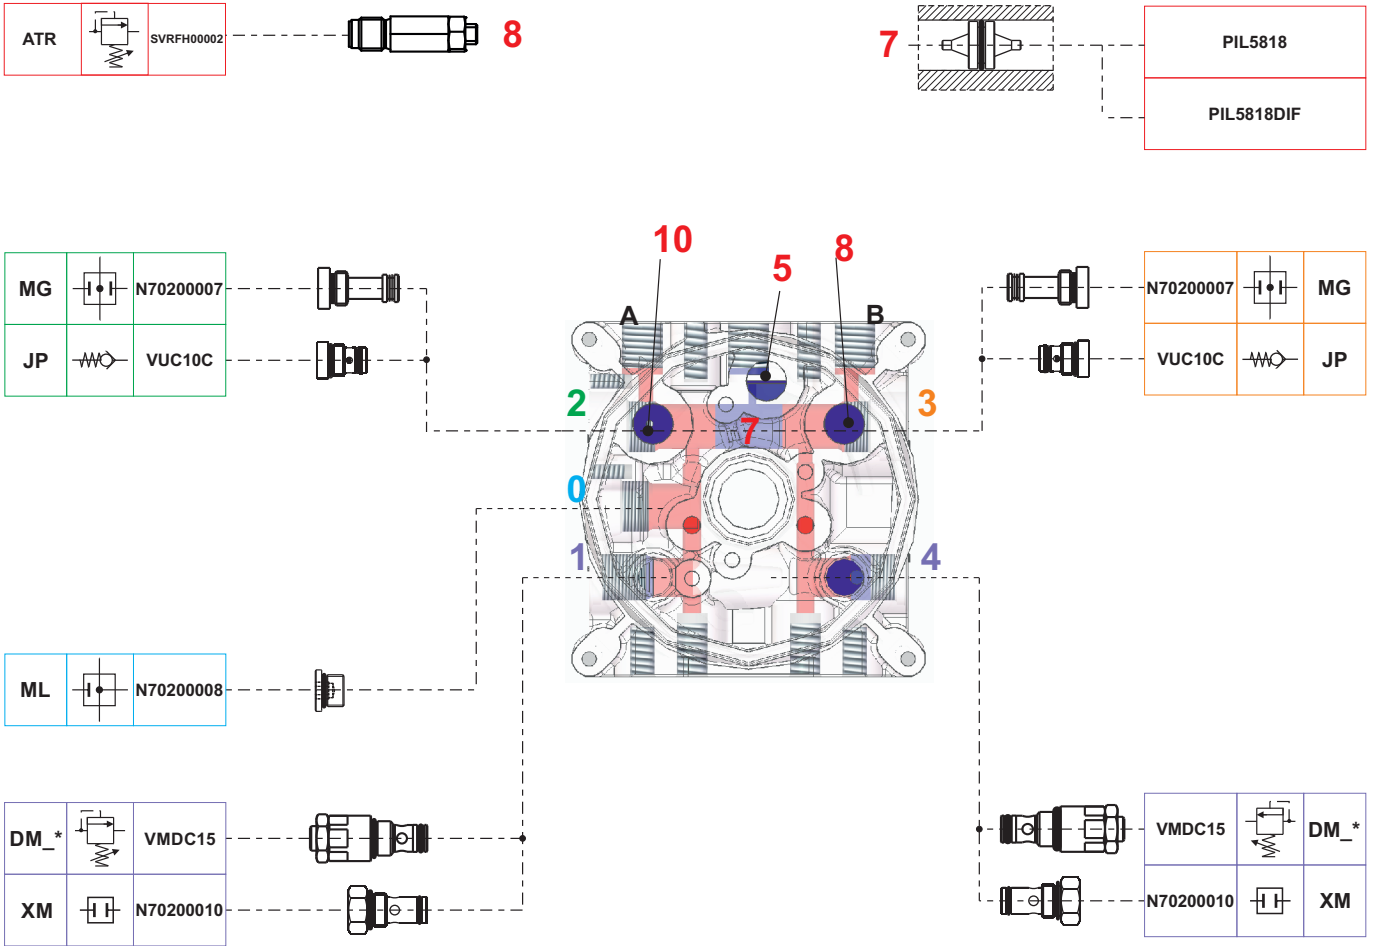 ATR SVRFH00002 8
7 PIL5818
PIL5818DIF
10
5
8
MG N70200007
JP VUC10C
N70200007 MG
VUC10C JP
A
B
2
3
7
0
1
4
ML N70200008
DM_* VMDC15
XM N70200010
VMDC15 DM_*
N70200010 XM